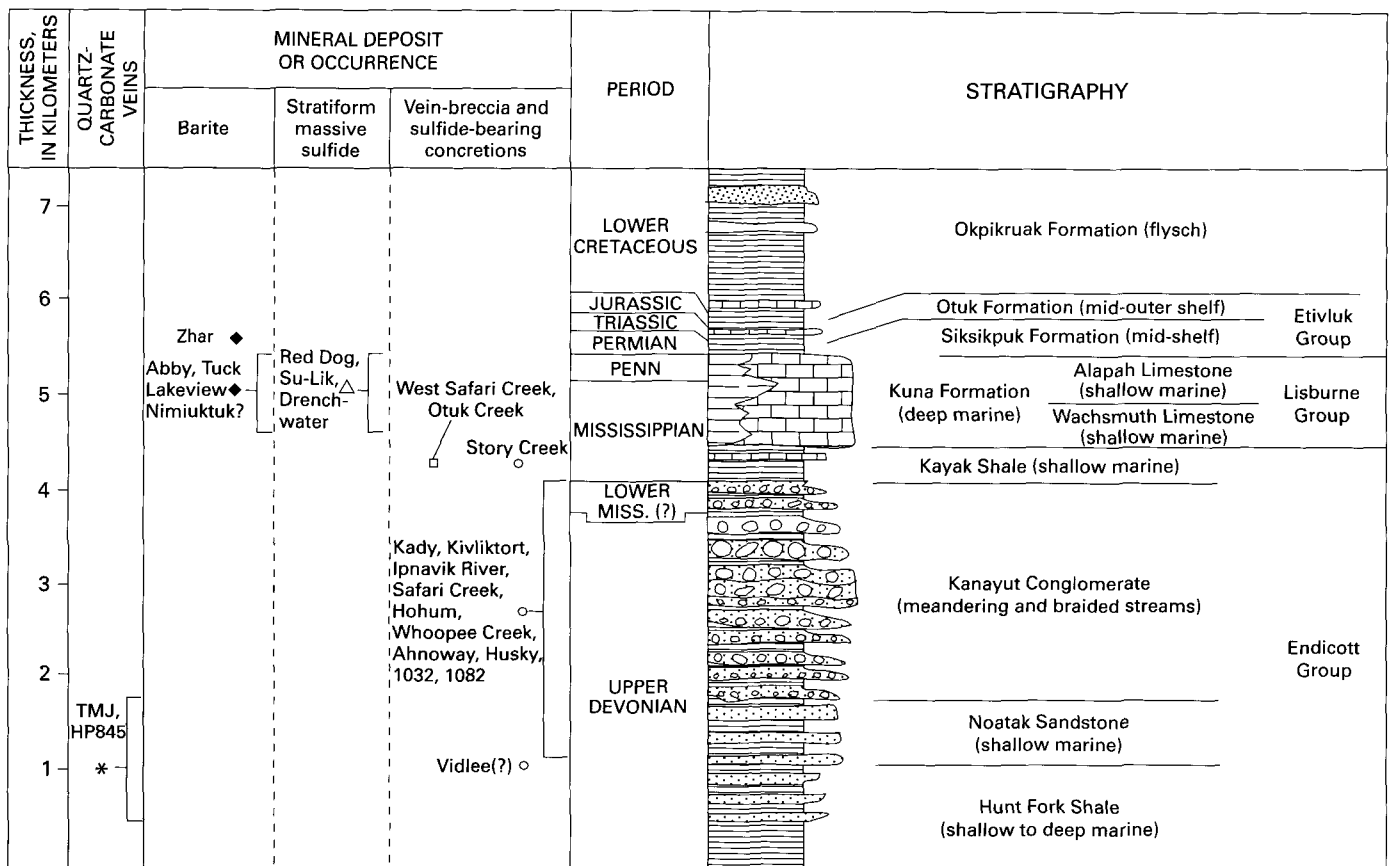 THICKNESS,
IN KILOMETERS
QUARTZ-
CARBONATE
VEINS
MINERAL DEPOSIT
OR OCCURRENCE
Barite
Stratiform
massive
sulfide
Vein-breccia and
sulfide-bearing
concretions
PERIOD
STRATIGRAPHY
7
6
5
4
3
2
1
TMJ,
HP845
*
Zhar
Abby, Tuck
Lakeview
Nimiuktuk?
Red Dog,
Su-Lik,
Drench-
water
West Safari Creek,
Otuk Creek
Story Creek
Kady, Kivliktort,
Ipnavik River,
Safari Creek,
Hohum,
Whoopee Creek,
Ahnoway, Husky,
1032, 1082
Vidlee(?)
LOWER
CRETACEOUS
JURASSIC
TRIASSIC
PERMIAN
PENN
MISSISSIPPIAN
LOWER
MISS. (?)
UPPER
DEVONIAN
Okpikruak Formation (flysch)
Otuk Formation (mid-outer shelf)
Siksikpuk Formation (mid-shelf)
Etivluk
Group
Kuna Formation
(deep marine)
Alapah Limestone
(shallow marine)
Wachsmuth Limestone
(shallow marine)
Lisburne
Group
Kayak Shale (shallow marine)
Kanayut Conglomerate
(meandering and braided streams)
Noatak Sandstone
(shallow marine)
Hunt Fork Shale
(shallow to deep marine)
Endicott
Group